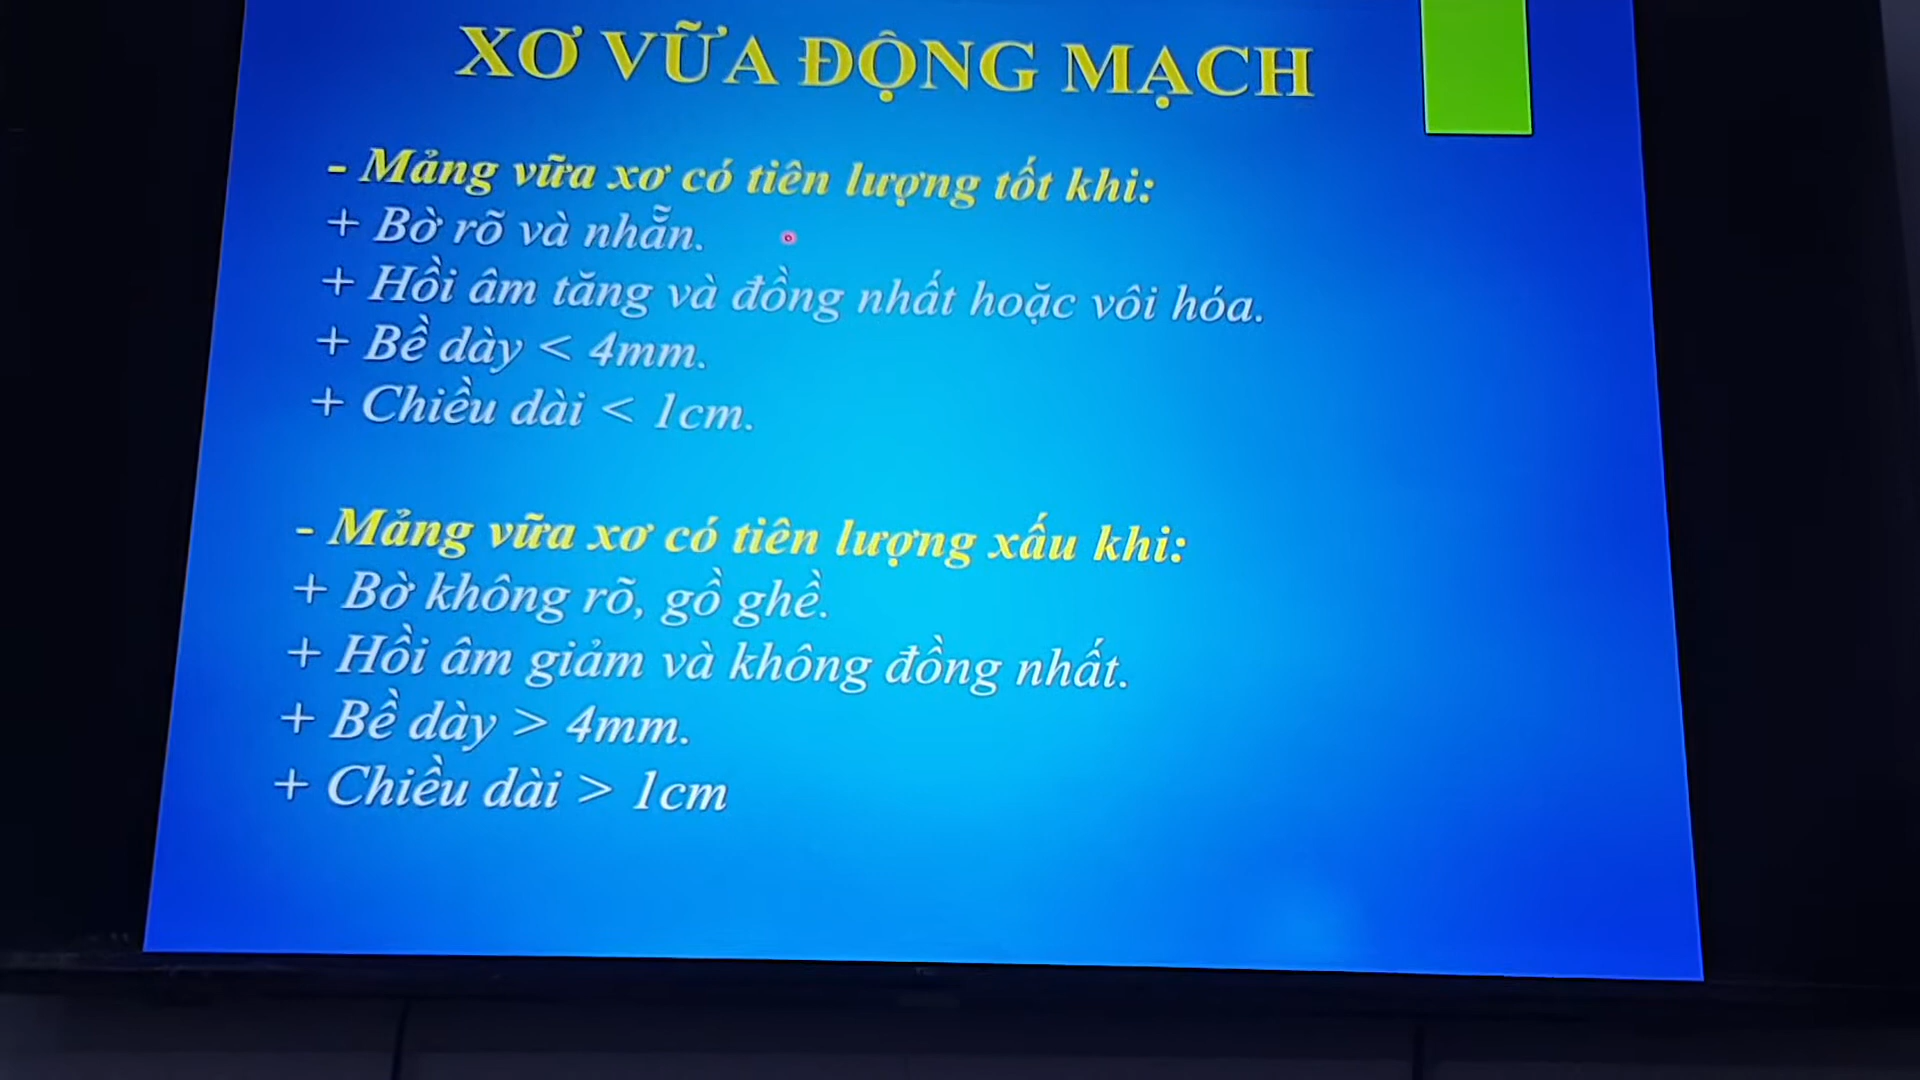 XƠ VỮA ĐỘNG MẠCH
- Mảng vữa xơ có tiên lượng tốt khi:
+ Bờ rõ và nhẵn.
+ Hồi âm tăng và đồng nhất hoặc vôi hóa.
+ Bề dày < 4mm.
+ Chiều dài < 1cm.
- Mảng vữa xơ có tiên lượng xấu khi:
+ Bờ không rõ, gồ ghề.
+ Hồi âm giảm và không đồng nhất.
+ Bề dày > 4mm.
+ Chiều dài > 1cm